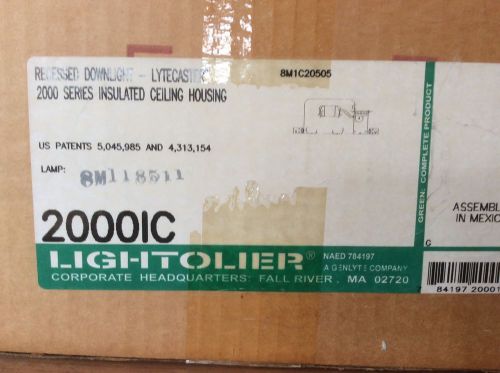 RECESSED DOWNLIGHT - LYTECASTER
8M1C20505
2000 SERIES INSULATED CEILING HOUSING
US PATENTS 5,045,985 AND 4,313,154
LAMP: 8M118511
2000IC
LIGHTOLIER® NAED 784197
A GENLYTE COMPANY
CORPORATE HEADQUARTERS: FALL RIVER, MA 02720
GREEN: COMPLETE PRODUCT
ASSEMBL
IN MEXIC
C
84197 20001